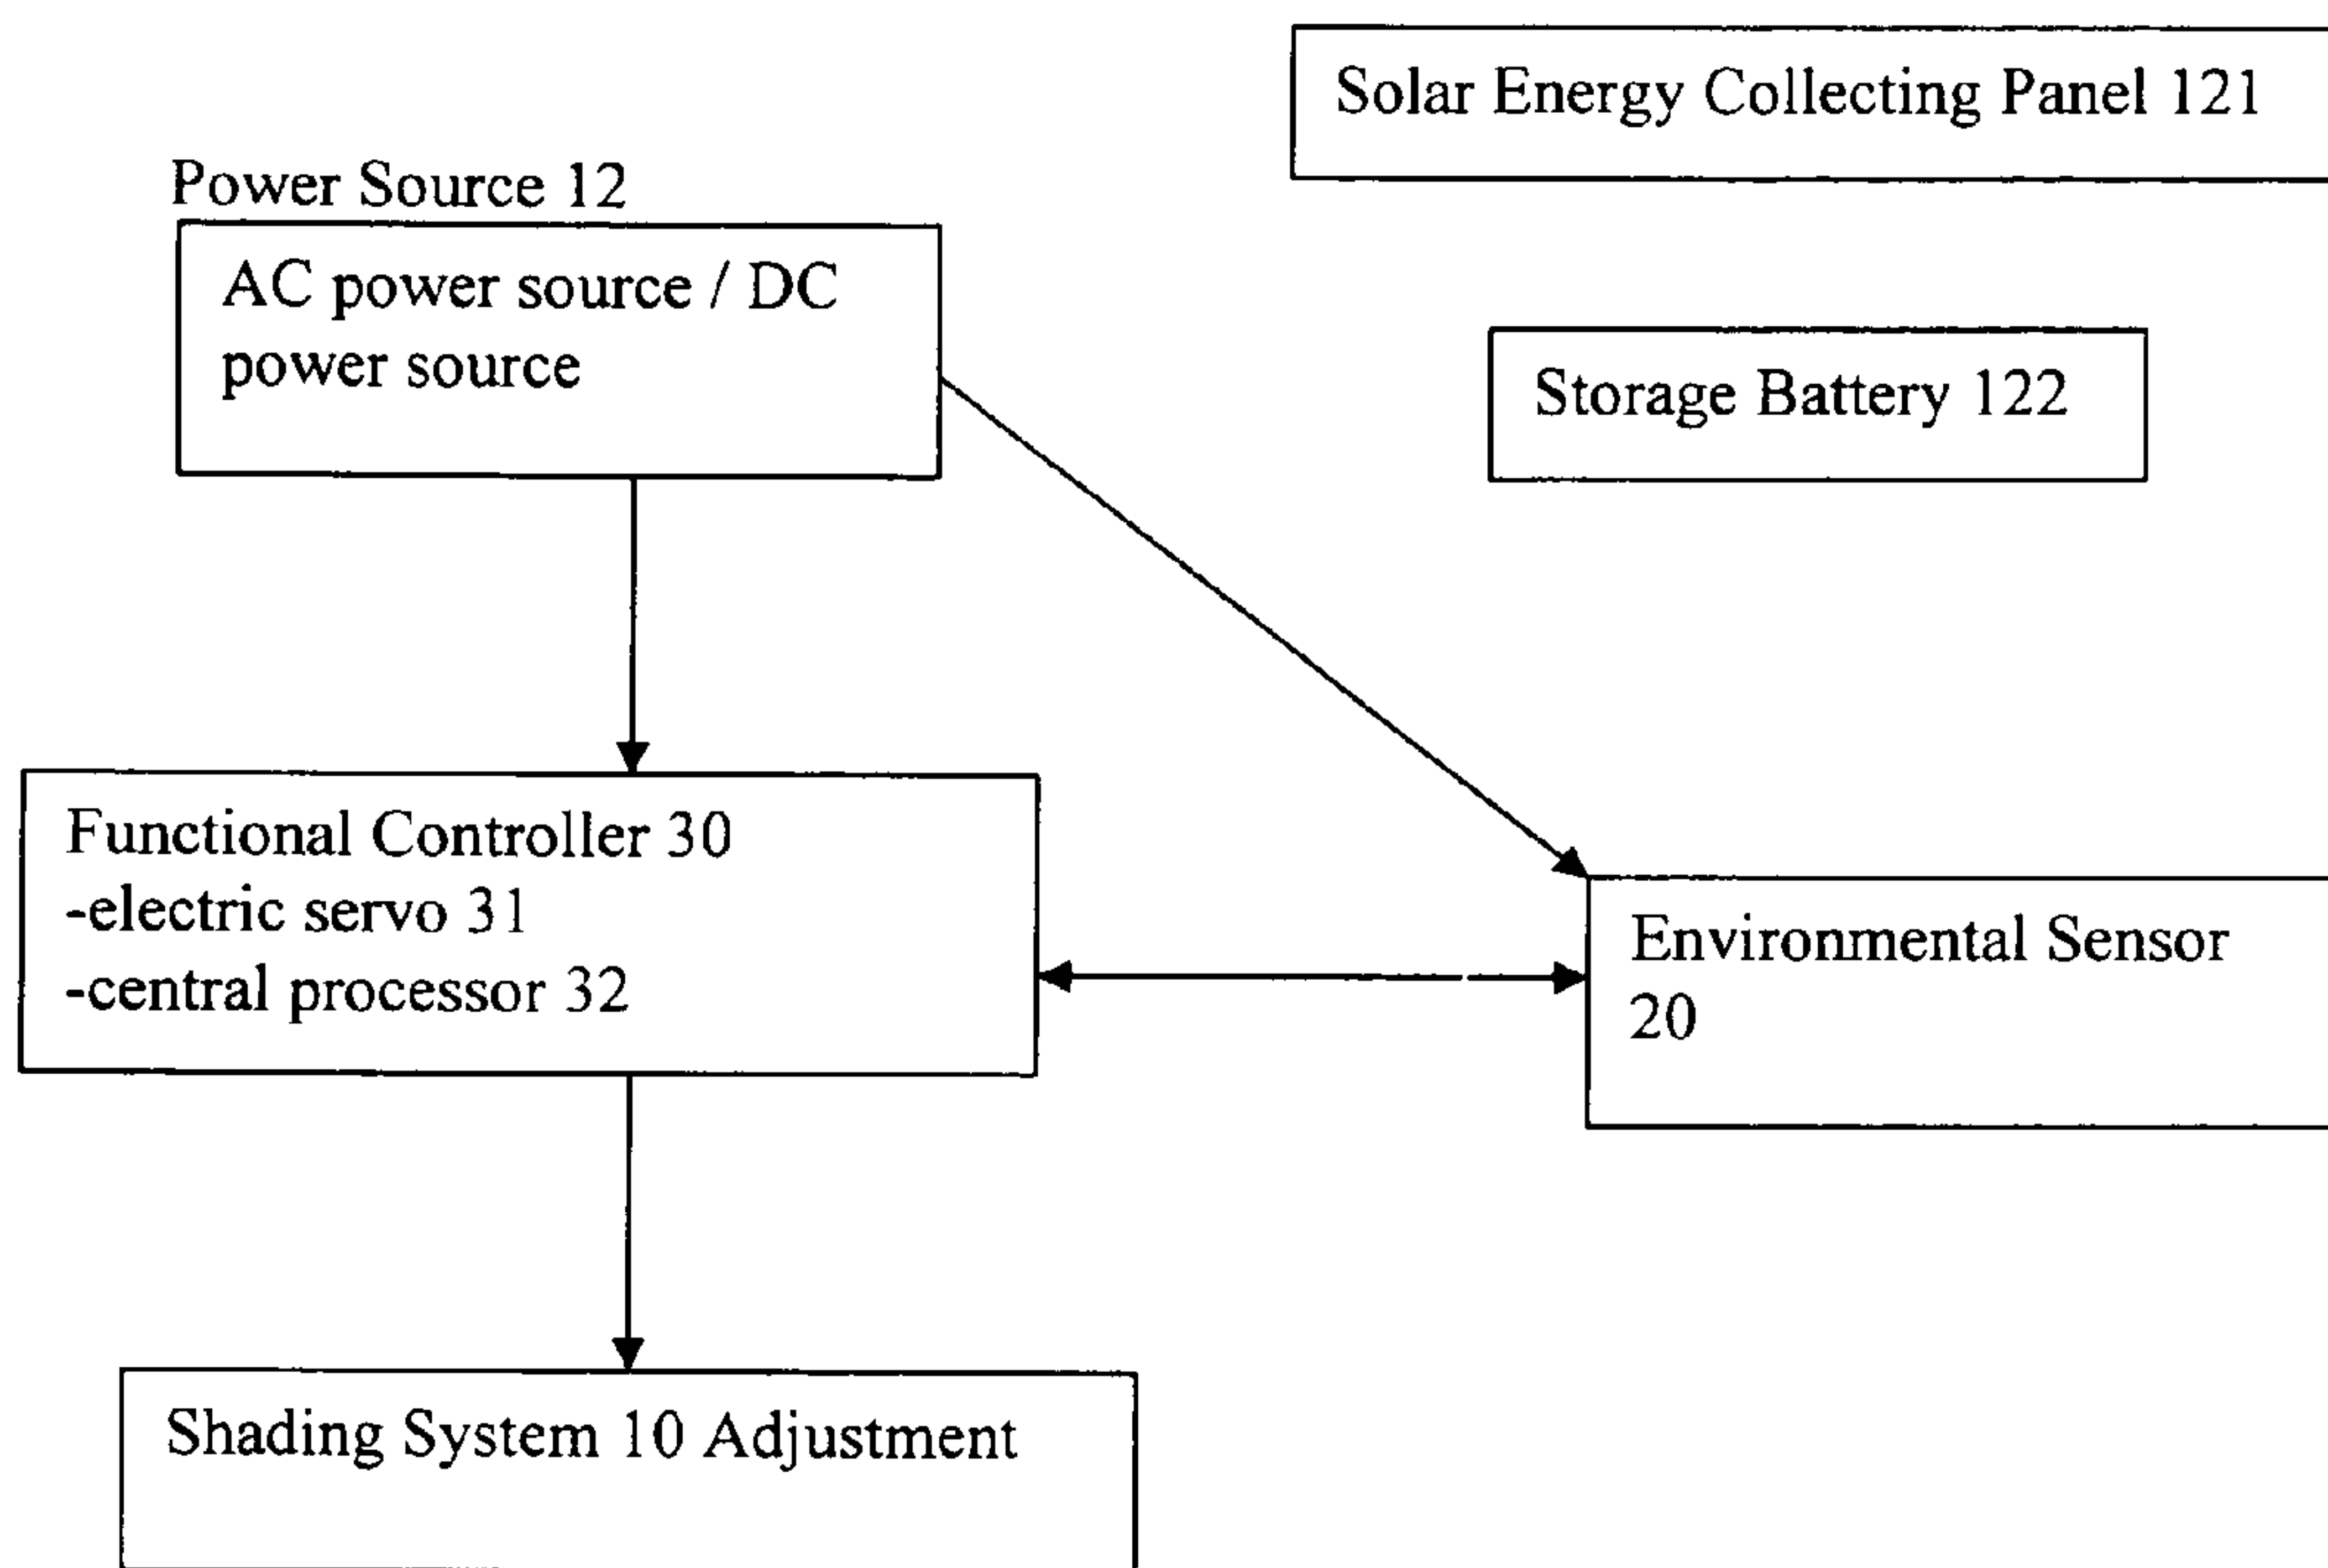 Solar Energy Collecting Panel 121
Power Source 12
AC power source / DC
power source
Storage Battery 122
Functional Controller 30
-electric servo 31
-central processor 32
Environmental Sensor
20
Shading System 10 Adjustment